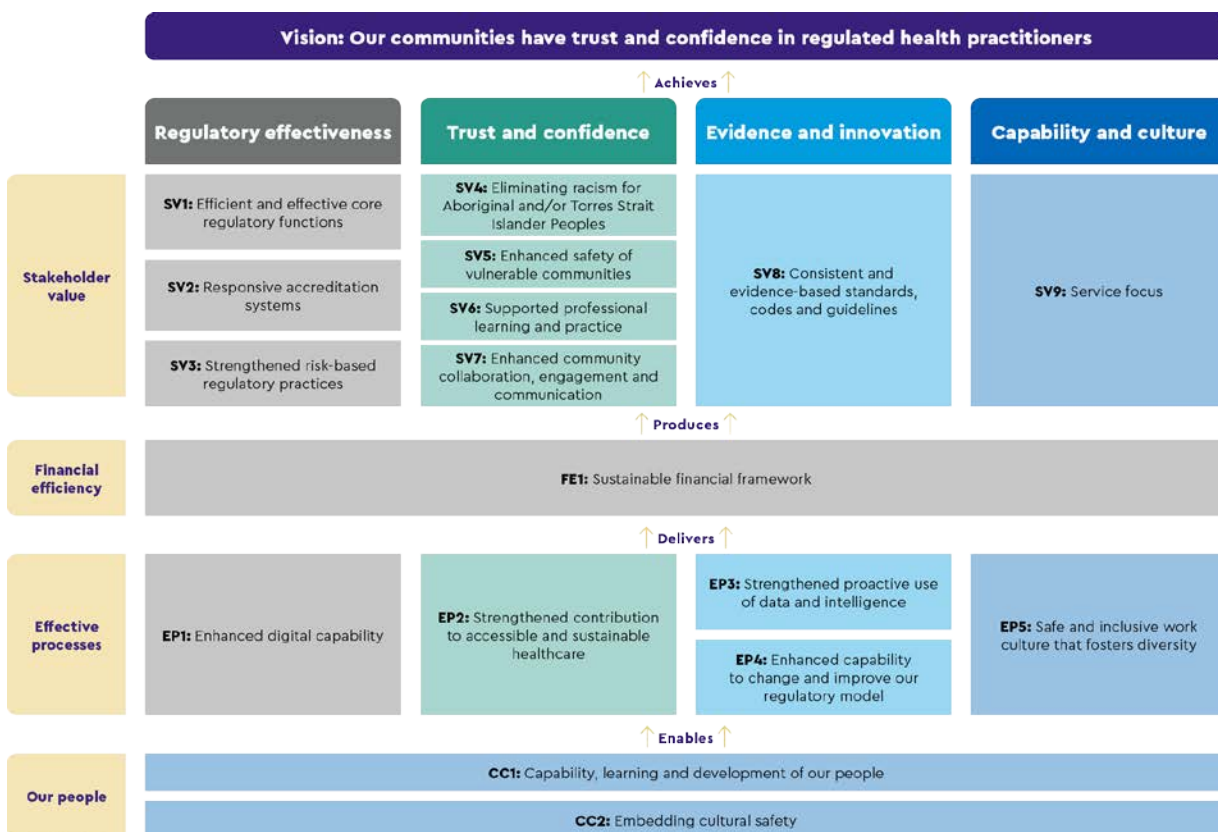 Vision: Our communities have trust and confidence in regulated health practitioners
↑ Achieves ↑
Regulatory effectiveness
Trust and confidence
Evidence and innovation
Capability and culture
Stakeholder
value
SV1: Efficient and effective core
regulatory functions
SV2: Responsive accreditation
systems
SV3: Strengthened risk-based
regulatory practices
SV4: Eliminating racism for
Aboriginal and/or Torres Strait
Islander Peoples
SV5: Enhanced safety of
vulnerable communities
SV6: Supported professional
learning and practice
SV7: Enhanced community
collaboration, engagement and
communication
SV8: Consistent and
evidence-based standards,
codes and guidelines
SV9: Service focus
↑ Produces ↑
Financial
efficiency
FE1: Sustainable financial framework
↑ Delivers ↑
Effective
processes
EP1: Enhanced digital capability
EP2: Strengthened contribution
to accessible and sustainable
healthcare
EP3: Strengthened proactive use
of data and intelligence
EP4: Enhanced capability
to change and improve our
regulatory model
EP5: Safe and inclusive work
culture that fosters diversity
↑ Enables ↑
Our people
CC1: Capability, learning and development of our people
CC2: Embedding cultural safety